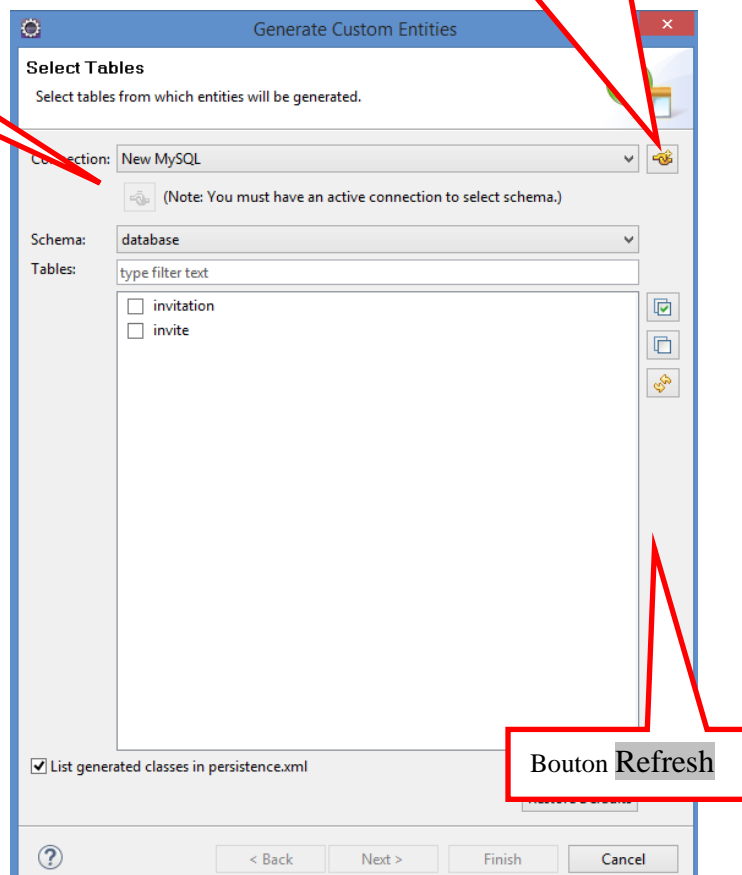 Generate Custom Entities
Select Tables
Select tables from which entities will be generated.
Connection: New MySQL
(Note: You must have an active connection to select schema.)
Schema: database
Tables: type filter text
invitation
invite
List generated classes in persistence.xml
Bouton Refresh
< Back Next > Finish Cancel